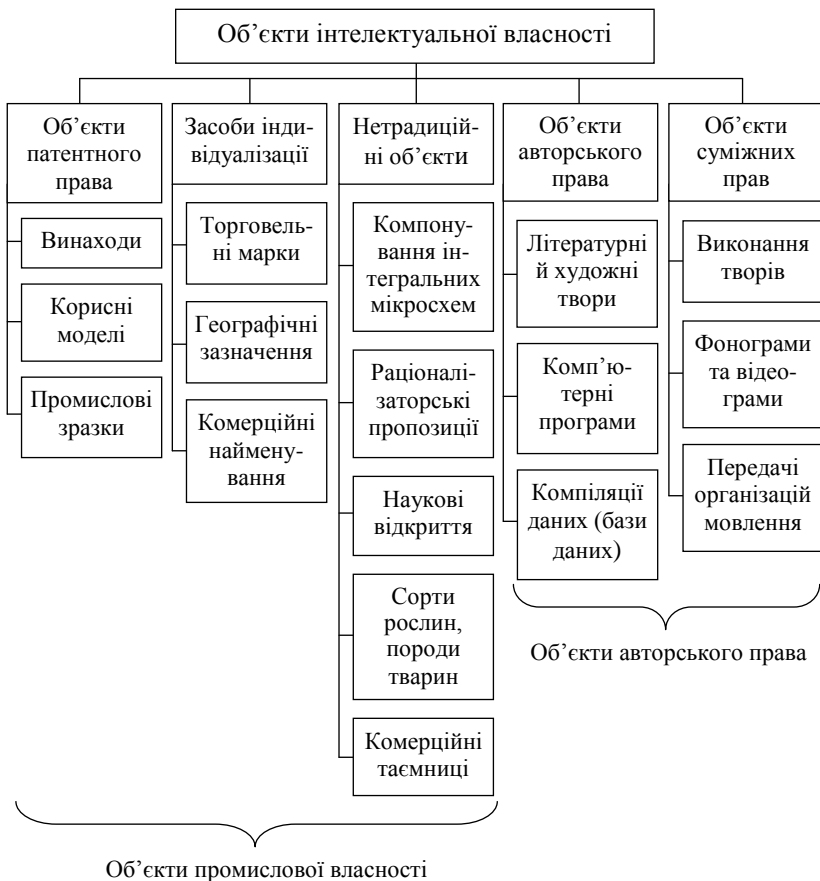 Об’єкти інтелектуальної власності
Об’єкти
патентного
права
Винаходи
Корисні
моделі
Промислові
зразки
Засоби інди-
відуалізації
Торговель-
ні марки
Географічні
зазначення
Комерційні
наймену-
вання
Нетрадицій-
ні об’єкти
Компону-
вання ін-
тегральних
мікросхем
Раціоналі-
заторські
пропозиції
Наукові
відкриття
Сорти
рослин,
породи
тварин
Комерційні
таємниці
Об’єкти
авторського
права
Літературні
й художні
твори
Комп’ю-
терні
програми
Компіляції
даних (бази
даних)
Об’єкти
суміжних
прав
Виконання
творів
Фонограми
та відео-
грами
Передачі
організацій
мовлення
Об’єкти авторського права
Об’єкти промислової власності